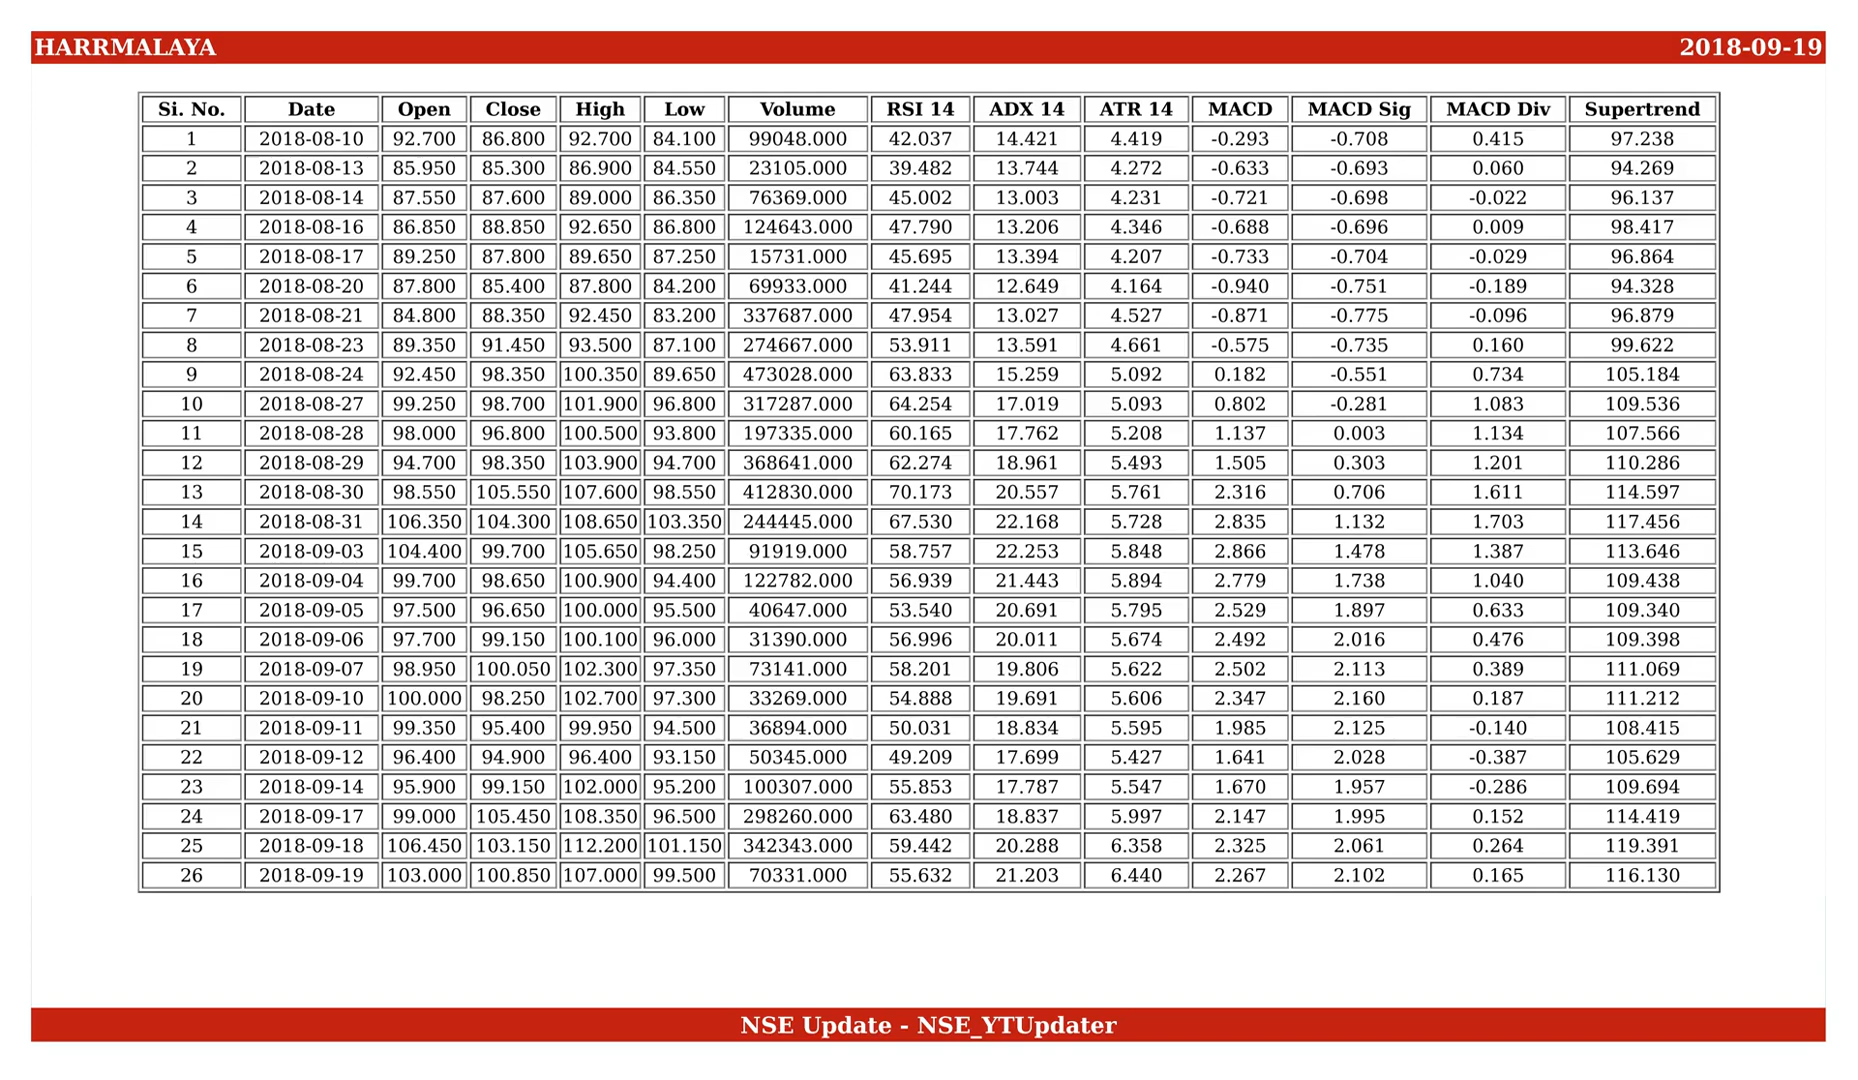 HARRMALAYA 2018-09-19
Si. No. Date Open Close High Low Volume RSI 14 ADX 14 ATR 14 MACD MACD Sig MACD Div Supertrend
1 2018-08-10 92.700 86.800 92.700 84.100 99048.000 42.037 14.421 4.419 -0.293 -0.708 0.415 97.238
2 2018-08-13 85.950 85.300 86.900 84.550 23105.000 39.482 13.744 4.272 -0.633 -0.693 0.060 94.269
3 2018-08-14 87.550 87.600 89.000 86.350 76369.000 45.002 13.003 4.231 -0.721 -0.698 -0.022 96.137
4 2018-08-16 86.850 88.850 92.650 86.800 124643.000 47.790 13.206 4.346 -0.688 -0.696 0.009 98.417
5 2018-08-17 89.250 87.800 89.650 87.250 15731.000 45.695 13.394 4.207 -0.733 -0.704 -0.029 96.864
6 2018-08-20 87.800 85.400 87.800 84.200 69933.000 41.244 12.649 4.164 -0.940 -0.751 -0.189 94.328
7 2018-08-21 84.800 88.350 92.450 83.200 337687.000 47.954 13.027 4.527 -0.871 -0.775 -0.096 96.879
8 2018-08-23 89.350 91.450 93.500 87.100 274667.000 53.911 13.591 4.661 -0.575 -0.735 0.160 99.622
9 2018-08-24 92.450 98.350 100.350 89.650 473028.000 63.833 15.259 5.092 0.182 -0.551 0.734 105.184
10 2018-08-27 99.250 98.700 101.900 96.800 317287.000 64.254 17.019 5.093 0.802 -0.281 1.083 109.536
11 2018-08-28 98.000 96.800 100.500 93.800 197335.000 60.165 17.762 5.208 1.137 0.003 1.134 107.566
12 2018-08-29 94.700 98.350 103.900 94.700 368641.000 62.274 18.961 5.493 1.505 0.303 1.201 110.286
13 2018-08-30 98.550 105.550 107.600 98.550 412830.000 70.173 20.557 5.761 2.316 0.706 1.611 114.597
14 2018-08-31 106.350 104.300 108.650 103.350 244445.000 67.530 22.168 5.728 2.835 1.132 1.703 117.456
15 2018-09-03 104.400 99.700 105.650 98.250 91919.000 58.757 22.253 5.848 2.866 1.478 1.387 113.646
16 2018-09-04 99.700 98.650 100.900 94.400 122782.000 56.939 21.443 5.894 2.779 1.738 1.040 109.438
17 2018-09-05 97.500 96.650 100.000 95.500 40647.000 53.540 20.691 5.795 2.529 1.897 0.633 109.340
18 2018-09-06 97.700 99.150 100.100 96.000 31390.000 56.996 20.011 5.674 2.492 2.016 0.476 109.398
19 2018-09-07 98.950 100.050 102.300 97.350 73141.000 58.201 19.806 5.622 2.502 2.113 0.389 111.069
20 2018-09-10 100.000 98.250 102.700 97.300 33269.000 54.888 19.691 5.606 2.347 2.160 0.187 111.212
21 2018-09-11 99.350 95.400 99.950 94.500 36894.000 50.031 18.834 5.595 1.985 2.125 -0.140 108.415
22 2018-09-12 96.400 94.900 96.400 93.150 50345.000 49.209 17.699 5.427 1.641 2.028 -0.387 105.629
23 2018-09-14 95.900 99.150 102.000 95.200 100307.000 55.853 17.787 5.547 1.670 1.957 -0.286 109.694
24 2018-09-17 99.000 105.450 108.350 96.500 298260.000 63.480 18.837 5.997 2.147 1.995 0.152 114.419
25 2018-09-18 106.450 103.150 112.200 101.150 342343.000 59.442 20.288 6.358 2.325 2.061 0.264 119.391
26 2018-09-19 103.000 100.850 107.000 99.500 70331.000 55.632 21.203 6.440 2.267 2.102 0.165 116.130
NSE Update - NSE_YTUpdater